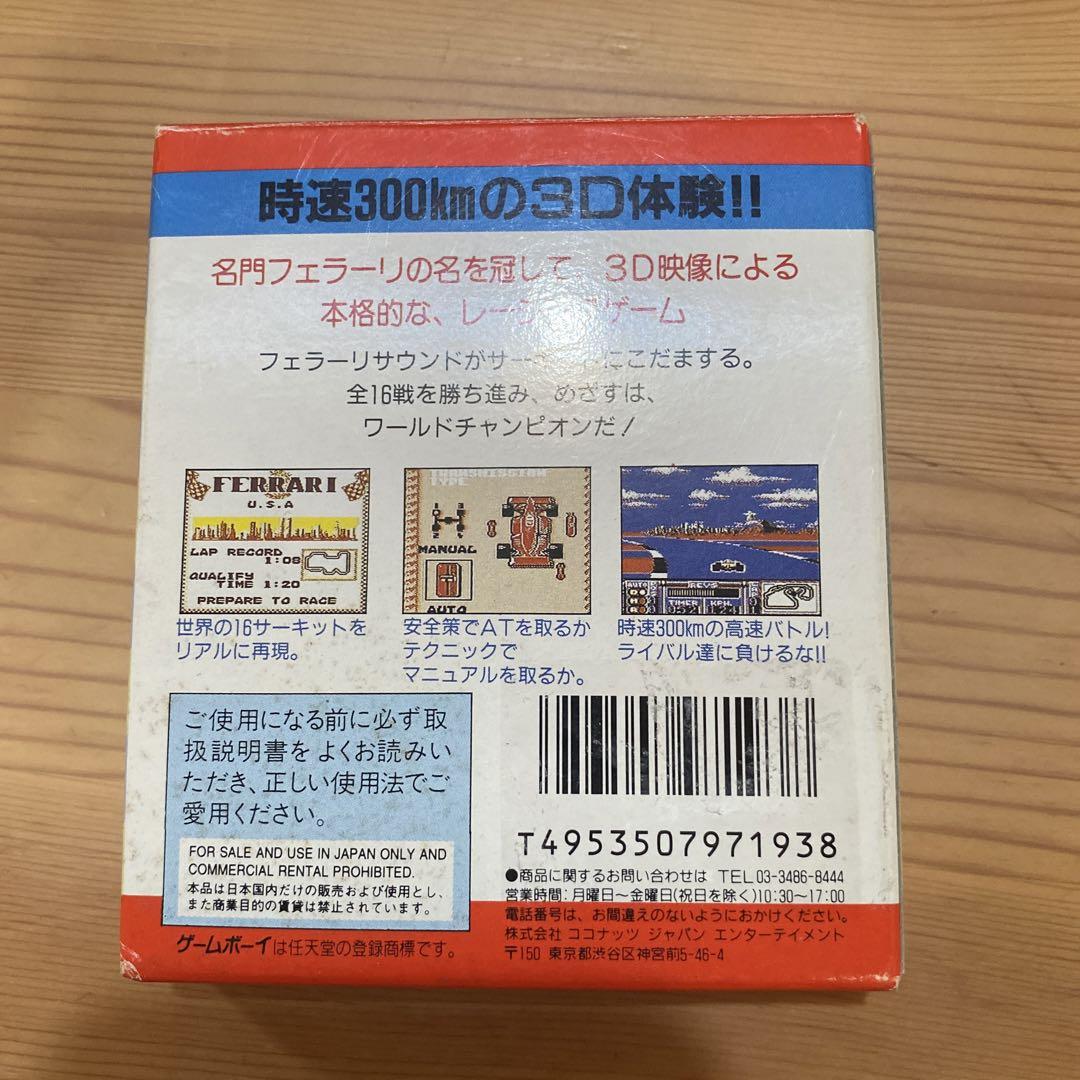 時速300kmの3D体験!!
名門フェラーリの名を冠して、3D映像による
本格的な、レーシングゲーム
フェラーリサウンドがサーキットにこだまする。
全16戦を勝ち進み、めざすは、
ワールドチャンピオンだ!
FERRARI
U.S.A
LAP RECORD
1:08
QUALIFY
TIME 1:20
PREPARE TO RACE
世界の16サーキットを
リアルに再現。
TRANSMISSION
TYPE
MANUAL
AUTO
安全策でATを取るか
テクニックで
マニュアルを取るか。
AUTO
REVS
TIMER KPH.
時速300kmの高速バトル!
ライバル達に負けるな!!
ご使用になる前に必ず取
扱説明書をよくお読みい
ただき、正しい使用法でご
愛用ください。
FOR SALE AND USE IN JAPAN ONLY AND
COMMERCIAL RENTAL PROHIBITED.
本品は日本国内だけの販売および使用とし、
また商業目的の賃貸は禁止されています。
ゲームボーイは任天堂の登録商標です。
T4953507971938
●商品に関するお問い合わせは TEL.03-3486-8444
営業時間:月曜日〜金曜日(祝日を除く)10:30〜17:00
電話番号は、お間違えのないようにおかけください。
株式会社 ココナッツ ジャパン エンターテイメント
〒150 東京都渋谷区神宮前5-46-4